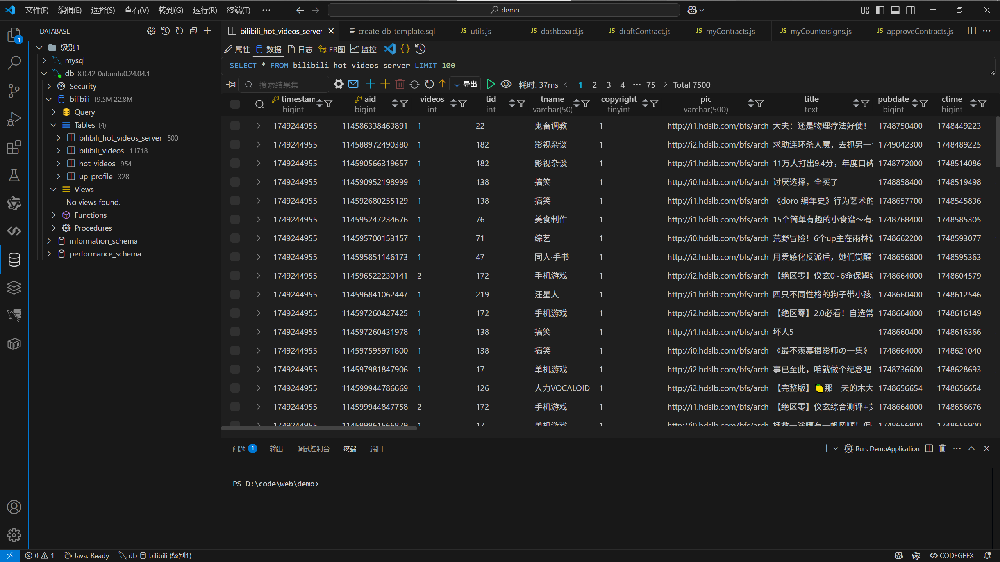 文件(F) 编辑(E) 选择(S) 查看(V) 转到(G) 运行(R) 终端(T) ··· demo
DATABASE
bilibili_hot_videos_server create-db-template.sql JS utils.js JS dashboard.js JS draftContract.js JS myContracts.js JS myCountersigns.js JS approveContracts.js
1
级别1
mysql
db 8.0.42-0ubuntu0.24.04.1
Security
bilibili 19.5M 22.8M
Query
Tables (4)
bilibili_hot_videos_server 500
bilibili_videos 11718
hot_videos 954
up_profile 328
Views
No views found.
Functions
Procedures
information_schema
performance_schema
属性 数据 日志 ER图 监控
SELECT * FROM bilibili_hot_videos_server LIMIT 100
搜索结果集 导出 耗时: 37ms 1 2 3 4 ··· 75 Total 7500
timestam aid videos tid tname copyright pic title pubdate ctime
bigint bigint int int varchar(50) tinyint varchar(500) text bigint bigint
1749244955 114586338463891 1 22 鬼畜调教 1 http://i1.hdslb.com/bfs/arch 大夫：还是物理疗法好使！ 1748750400 1748449223
1749244955 114588972490380 1 182 影视杂谈 1 http://i2.hdslb.com/bfs/arch 求助连环杀人魔，去抓另一 1749042300 1748489225
1749244955 114590566319657 1 182 影视杂谈 1 http://i1.hdslb.com/bfs/arch 11万人打出9.4分，年度口碑 1748772000 1748514086
1749244955 114590952198999 1 138 搞笑 1 http://i0.hdslb.com/bfs/arch 讨厌选择，全买了 1748858400 1748519498
1749244955 114592680255129 1 138 搞笑 1 http://i1.hdslb.com/bfs/arch 《doro 编年史》行为艺术的 1748657700 1748545836
1749244955 114595247234676 1 76 美食制作 1 http://i1.hdslb.com/bfs/arch 15个简单有趣的小食谱～有 1748768400 1748585305
1749244955 114595700153157 1 71 综艺 1 http://i0.hdslb.com/bfs/arch 荒野冒险！6个up主在雨林 1748662200 1748593077
1749244955 114595851146173 1 47 同人·手书 1 http://i2.hdslb.com/bfs/arch 用爱感化反派后，她们觉醒 1748656800 1748595363
1749244955 114596522230141 2 172 手机游戏 1 http://i2.hdslb.com/bfs/arch 【绝区零】仪玄0~6命保姆 1748664000 1748604579
1749244955 114596841062447 1 219 汪星人 1 http://i1.hdslb.com/bfs/arch 四只不同性格的狗子带小孩， 1748660400 1748612546
1749244955 114597260427425 1 172 手机游戏 1 http://i2.hdslb.com/bfs/arch 【绝区零】2.0必看！自选常 1748664000 1748616149
1749244955 114597260431978 1 138 搞笑 1 http://i1.hdslb.com/bfs/arch 坏人5 1748660400 1748616366
1749244955 114597595971800 1 138 搞笑 1 http://i0.hdslb.com/bfs/arch 《最不羡慕摄影师の一集》 1748664000 1748621040
1749244955 114597981847906 1 17 单机游戏 1 http://i2.hdslb.com/bfs/arch 事已至此，咱就做个纪念吧 1748736600 1748628693
1749244955 114599944786669 1 126 人力VOCALOID 1 http://i2.hdslb.com/bfs/arch 【完整版】🍋那一天的木大 1748656654 1748656654
1749244955 114599944847758 2 172 手机游戏 1 http://i1.hdslb.com/bfs/arch 【绝区零】仪玄综合测评+ 1748664000 1748656676
1749244955 114599961566879 1 17 单机游戏 1 http://i0.hdslb.com/bfs/arch 拯救一途哪有一帆风顺！但 1748656900 1748656900
问题 1 输出 调试控制台 终端 端口 Run: DemoApplication
PS D:\code\web\demo>
0 1 Java: Ready db bilibili (级别1) CODEGEEX